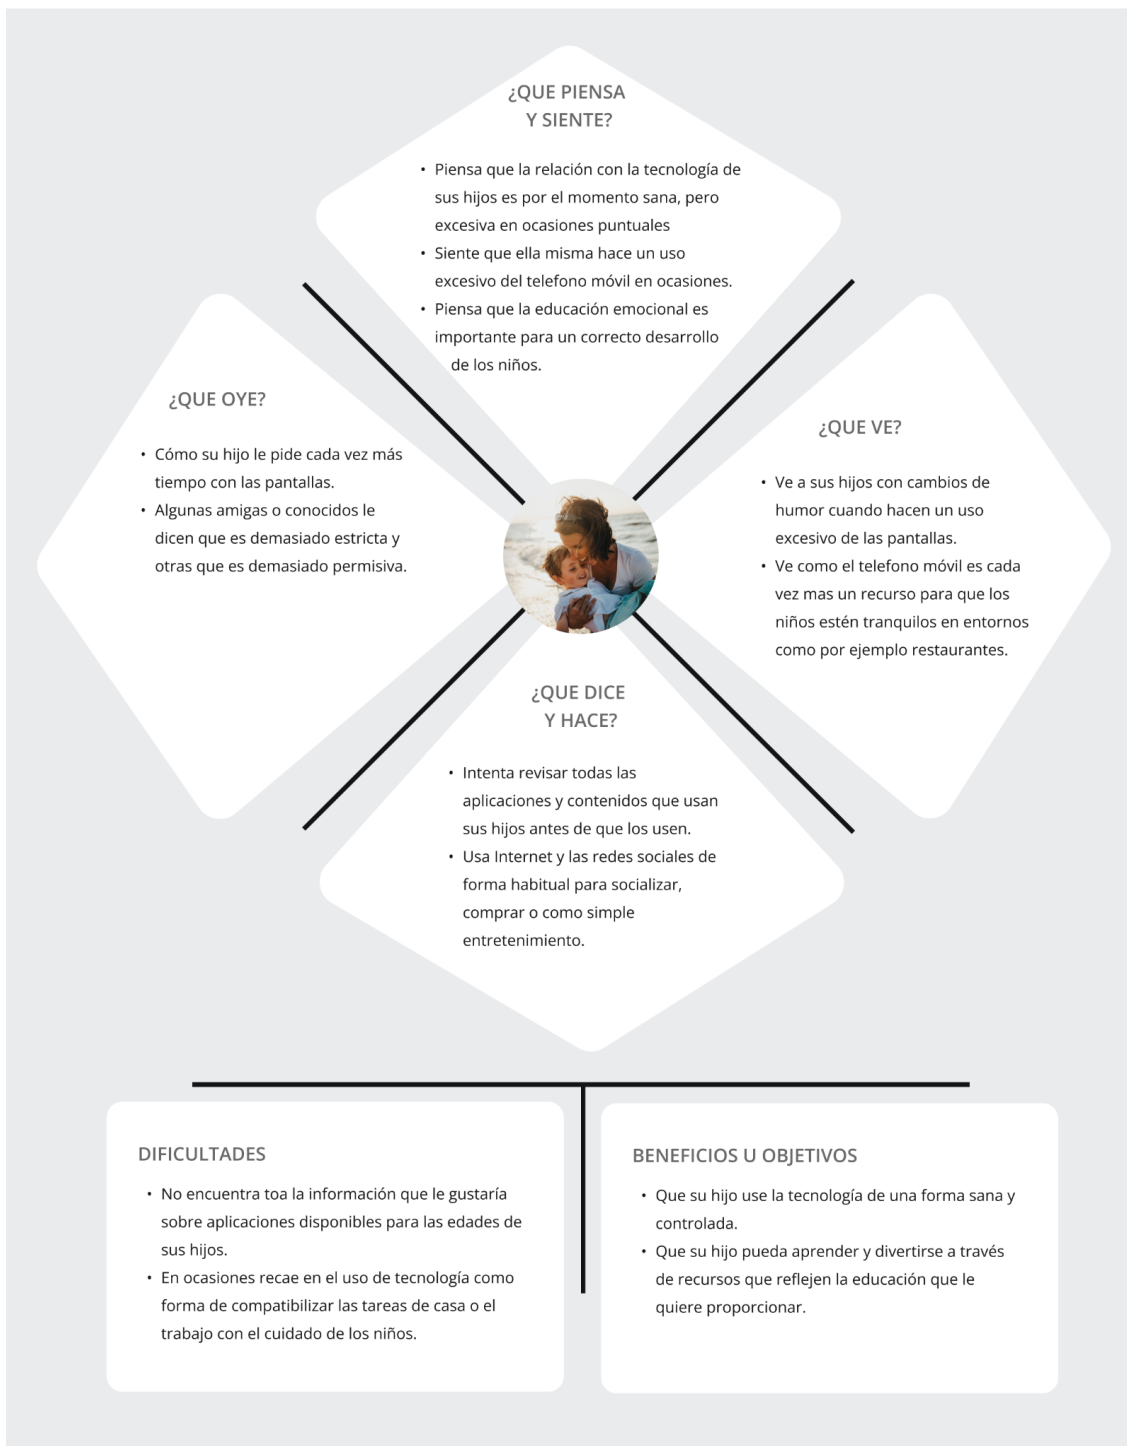 ¿QUE PIENSA
Y SIENTE?
• Piensa que la relación con la tecnología de
sus hijos es por el momento sana, pero
excesiva en ocasiones puntuales
• Siente que ella misma hace un uso
excesivo del telefono móvil en ocasiones.
• Piensa que la educación emocional es
importante para un correcto desarrollo
de los niños.
¿QUE OYE?
• Cómo su hijo le pide cada vez más
tiempo con las pantallas.
• Algunas amigas o conocidos le
dicen que es demasiado estricta y
otras que es demasiado permisiva.
¿QUE VE?
• Ve a sus hijos con cambios de
humor cuando hacen un uso
excesivo de las pantallas.
• Ve como el telefono móvil es cada
vez mas un recurso para que los
niños estén tranquilos en entornos
como por ejemplo restaurantes.
¿QUE DICE
Y HACE?
• Intenta revisar todas las
aplicaciones y contenidos que usan
sus hijos antes de que los usen.
• Usa Internet y las redes sociales de
forma habitual para socializar,
comprar o como simple
entretenimiento.
DIFICULTADES
• No encuentra toa la información que le gustaría
sobre aplicaciones disponibles para las edades de
sus hijos.
• En ocasiones recae en el uso de tecnología como
forma de compatibilizar las tareas de casa o el
trabajo con el cuidado de los niños.
BENEFICIOS U OBJETIVOS
• Que su hijo use la tecnología de una forma sana y
controlada.
• Que su hijo pueda aprender y divertirse a través
de recursos que reflejen la educación que le
quiere proporcionar.